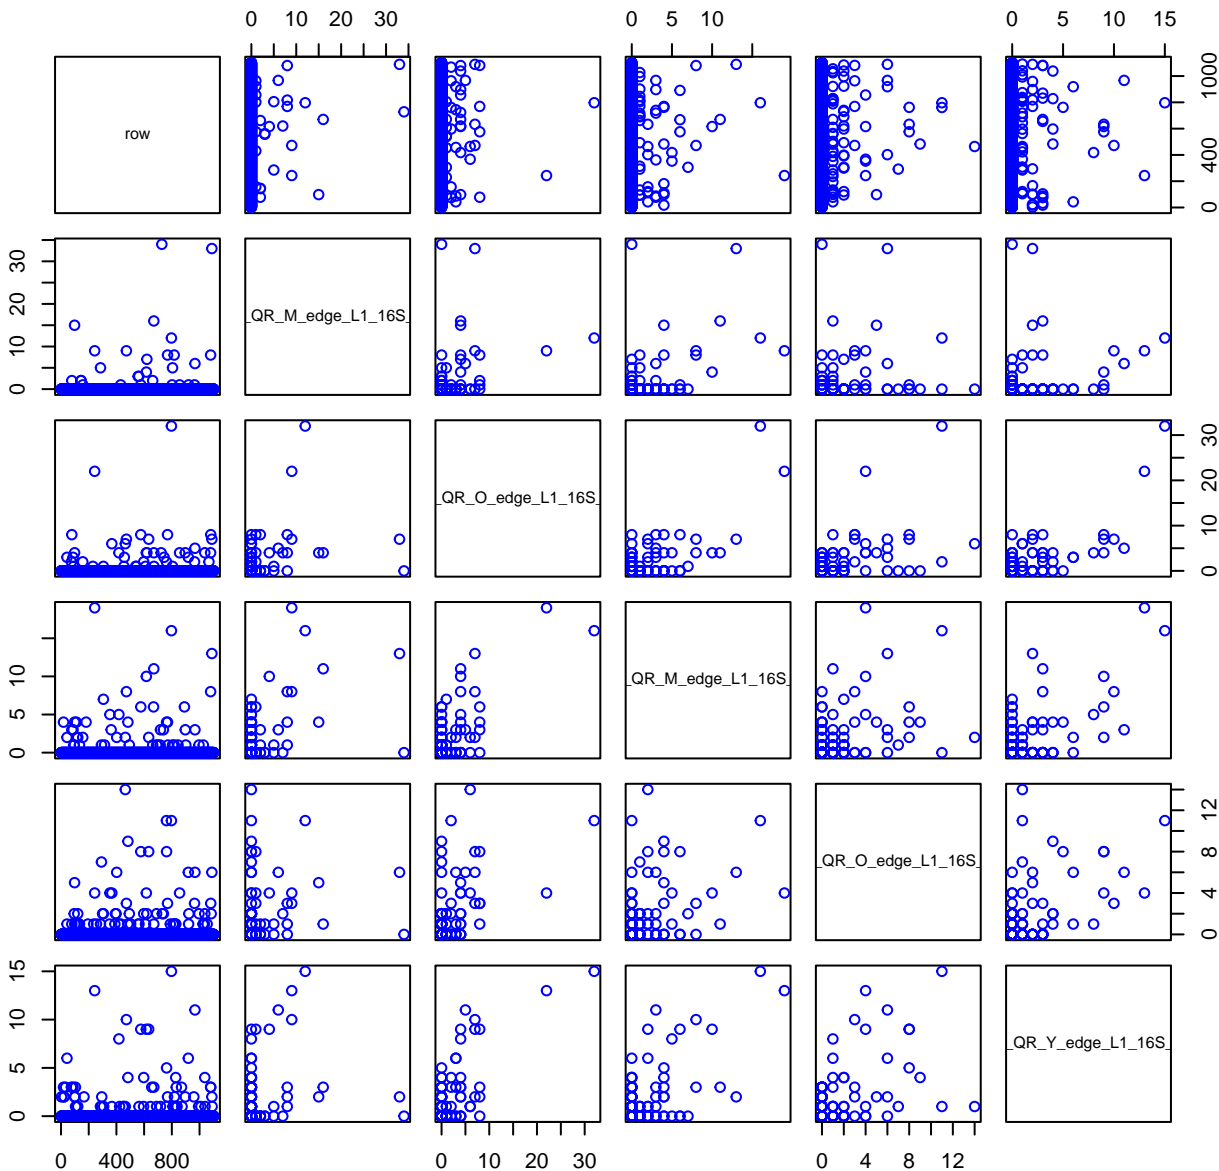 0 10 30
0 5 10
0 5 10 15
row
0 400 1000
0 10 20 30
_QR_M_edge_L1_16S_
_QR_O_edge_L1_16S_
0 10 20 30
0 5 10
_QR_M_edge_L1_16S_
_QR_O_edge_L1_16S_
0 4 8 12
0 5 10 15
_QR_Y_edge_L1_16S_
0 400 800
0 10 20 30
0 4 8 12